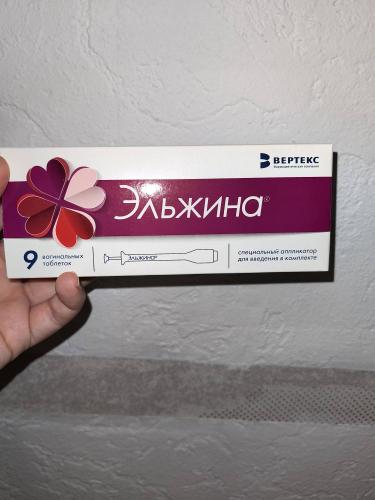 ВЕРТЕКС
Фармацевтическая компания
Эльжина®
9 вагинальных
таблеток
ЭЛЬЖИНА®
специальный аппликатор
для введения в комплекте